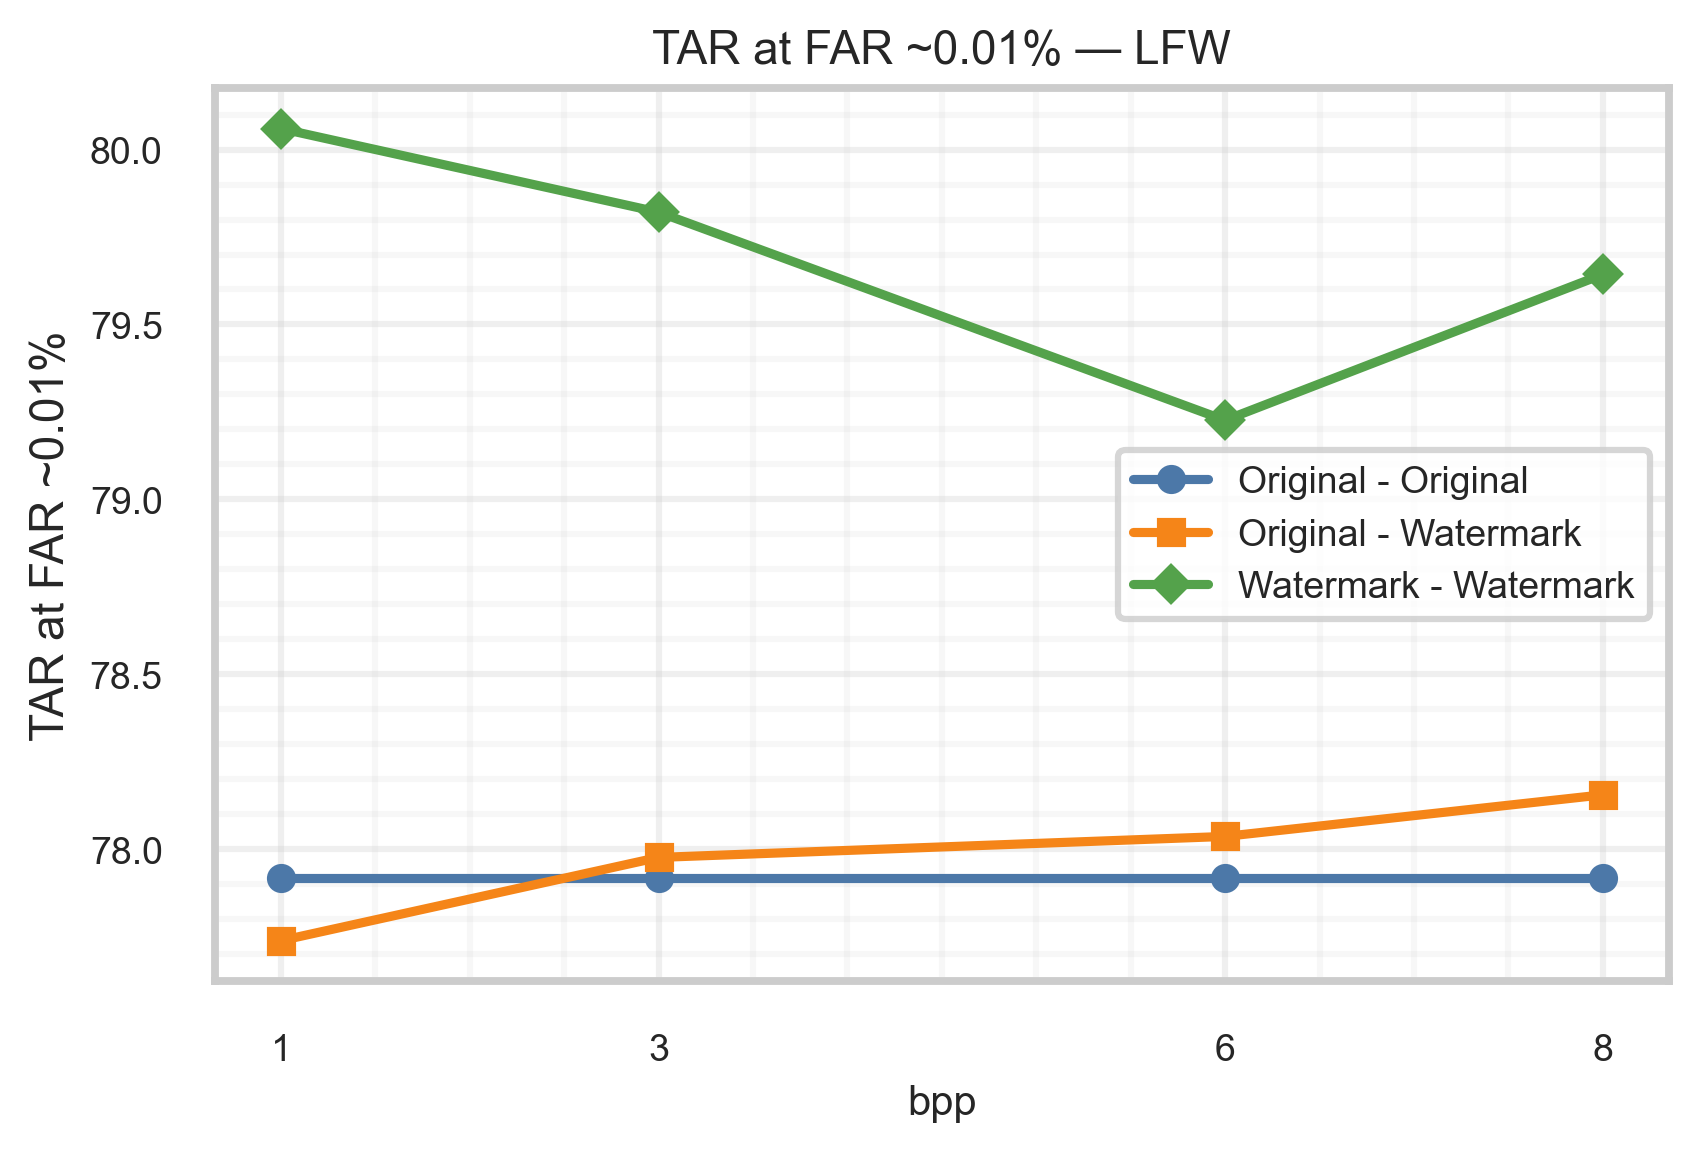 TAR at FAR ~0.01% — LFW
TAR at FAR ~0.01%
80.0
79.5
79.0
78.5
78.0
Original - Original
Original - Watermark
Watermark - Watermark
1 3 6 8
bpp